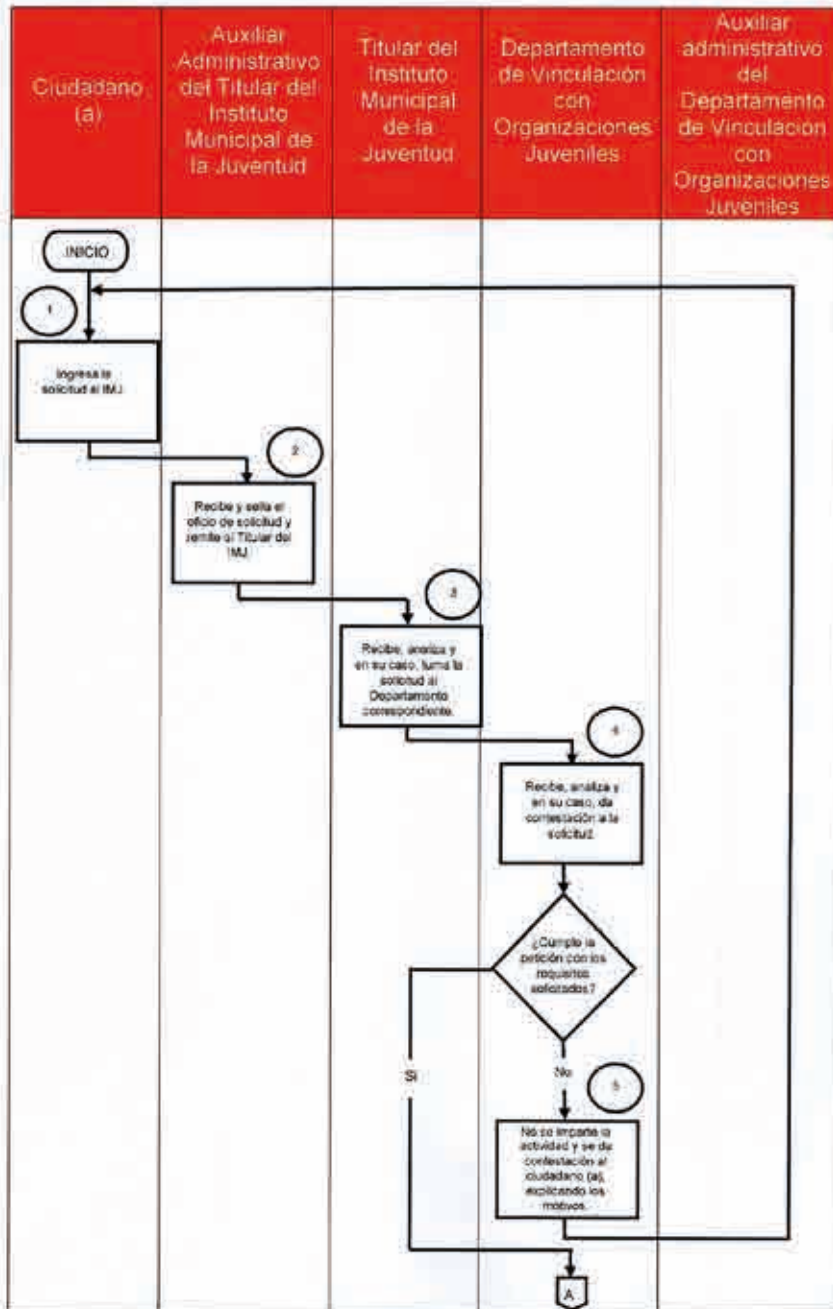 Ciudadano
(a)
Auxiliar
Administrativo
del Titular del
Instituto
Municipal de
la Juventud
Titular del
Instituto
Municipal
de la
Juventud
Departamento
de Vinculación
con
Organizaciones
Juveniles
Auxiliar
administrativo
del
Departamento
de Vinculación
con
Organizaciones
Juveniles
INICIO
1
Ingresa la
solicitud al IMJ
2
Recibe y sella el
oficio de solicitud y
remite al Titular del
IMJ
3
Recibe, analiza y
en su caso, turna la
solicitud al
Departamento
correspondiente.
4
Recibe, analiza y
en su caso, da
contestación a la
solicitud.
¿Cumple la
petición con los
requisitos
solicitados?
Si
No
5
No se imparte la
actividad y se da
contestación al
ciudadano (a),
explicando los
motivos.
A